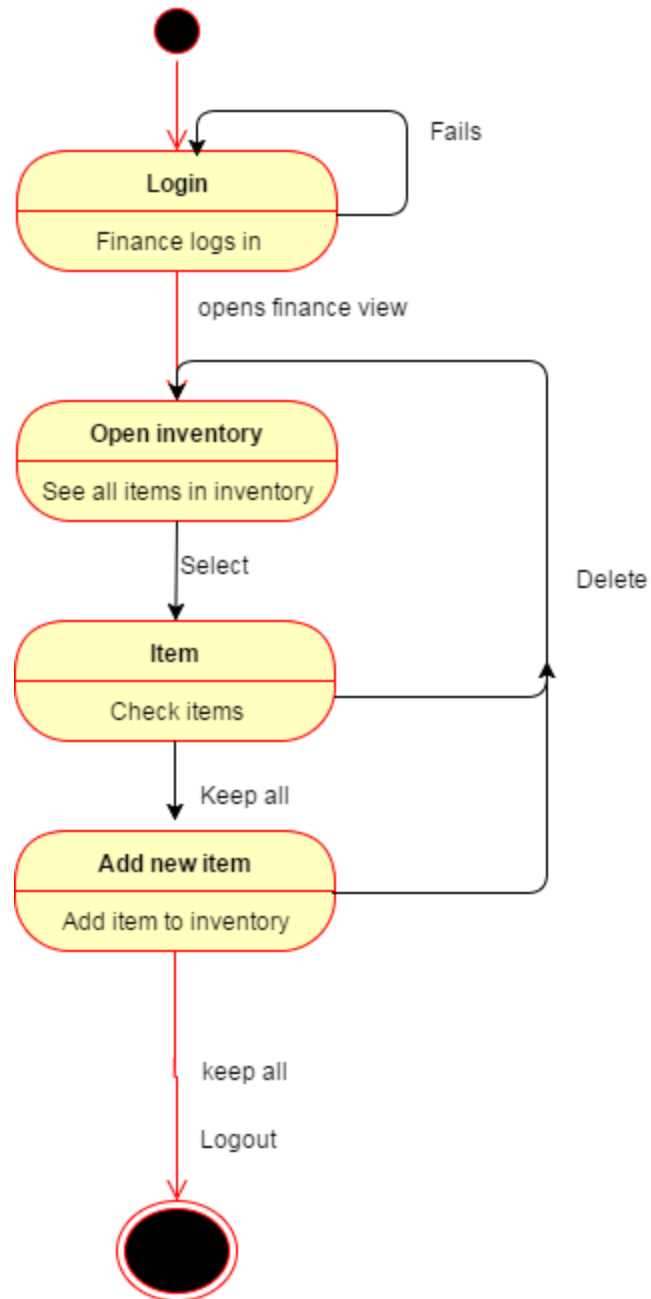 Fails
Login
Finance logs in
opens finance view
Open inventory
See all items in inventory
Select
Delete
Item
Check items
Keep all
Add new item
Add item to inventory
keep all
Logout